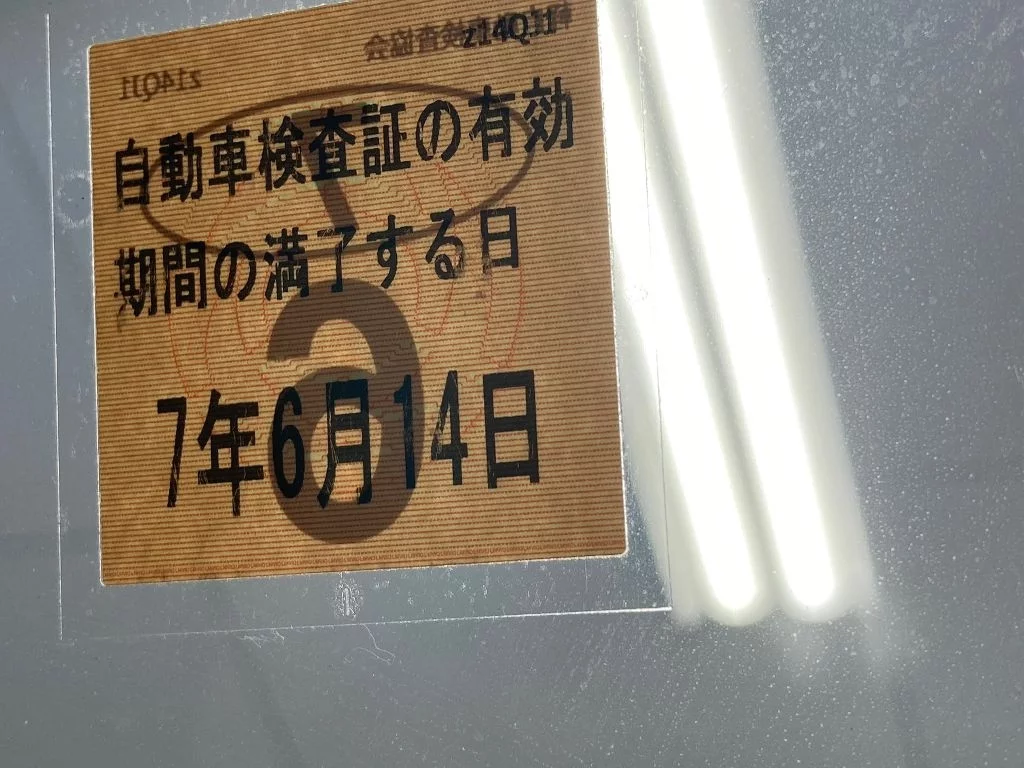 z14Q11
自動車検査証の有効
期間の満了する日
7年6月14日
6